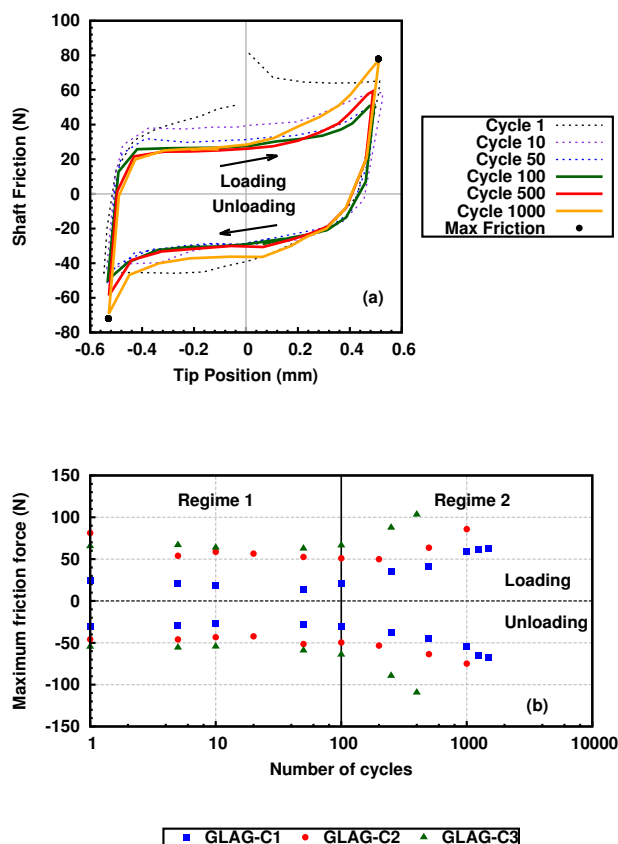 100
80
60
40
20
0
-20
-40
-60
-80
Shaft Friction (N)
Loading
Unloading
(a)
-0.6 -0.4 -0.2 0 0.2 0.4 0.6
Tip Position (mm)
Cycle 1
Cycle 10
Cycle 50
Cycle 100
Cycle 500
Cycle 1000
Max Friction
150
100
50
0
-50
-100
-150
Maximum friction force (N)
Regime 1 Regime 2
Loading
Unloading
(b)
1 10 100 1000 10000
Number of cycles
GLAG-C1 GLAG-C2 GLAG-C3